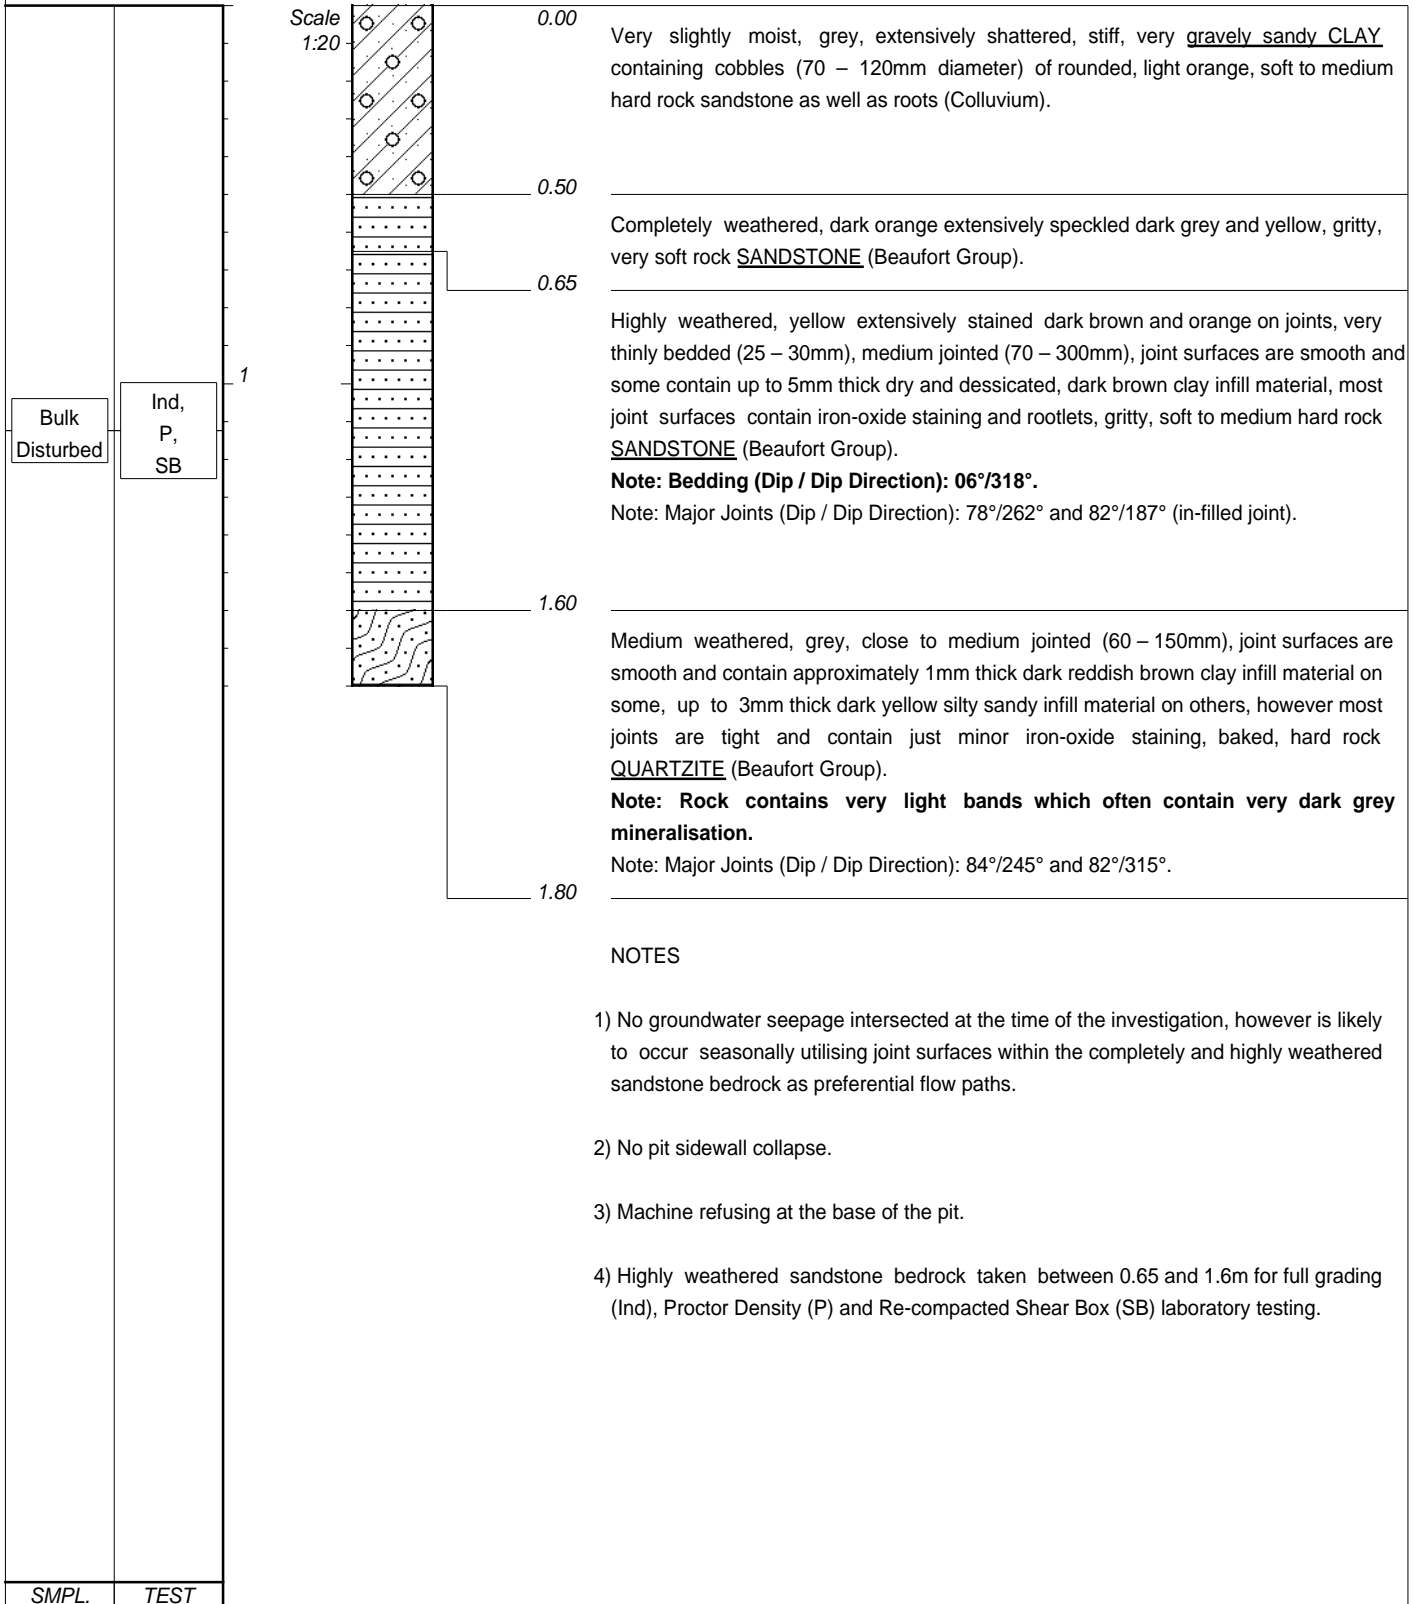 Scale
1:20
0.00
Very slightly moist, grey, extensively shattered, stiff, very gravely sandy CLAY
containing cobbles (70 – 120mm diameter) of rounded, light orange, soft to medium
hard rock sandstone as well as roots (Colluvium).
0.50
Completely weathered, dark orange extensively speckled dark grey and yellow, gritty,
very soft rock SANDSTONE (Beaufort Group).
0.65
Highly weathered, yellow extensively stained dark brown and orange on joints, very
thinly bedded (25 – 30mm), medium jointed (70 – 300mm), joint surfaces are smooth and
some contain up to 5mm thick dry and dessicated, dark brown clay infill material, most
joint surfaces contain iron-oxide staining and rootlets, gritty, soft to medium hard rock
SANDSTONE (Beaufort Group).
Note: Bedding (Dip / Dip Direction): 06°/318°.
Note: Major Joints (Dip / Dip Direction): 78°/262° and 82°/187° (in-filled joint).
1
Bulk
Disturbed
Ind,
P,
SB
1.60
Medium weathered, grey, close to medium jointed (60 – 150mm), joint surfaces are
smooth and contain approximately 1mm thick dark reddish brown clay infill material on
some, up to 3mm thick dark yellow silty sandy infill material on others, however most
joints are tight and contain just minor iron-oxide staining, baked, hard rock
QUARTZITE (Beaufort Group).
Note: Rock contains very light bands which often contain very dark grey
mineralisation.
Note: Major Joints (Dip / Dip Direction): 84°/245° and 82°/315°.
1.80
NOTES
1) No groundwater seepage intersected at the time of the investigation, however is likely
to occur seasonally utilising joint surfaces within the completely and highly weathered
sandstone bedrock as preferential flow paths.
2) No pit sidewall collapse.
3) Machine refusing at the base of the pit.
4) Highly weathered sandstone bedrock taken between 0.65 and 1.6m for full grading
(Ind), Proctor Density (P) and Re-compacted Shear Box (SB) laboratory testing.
SMPL. TEST